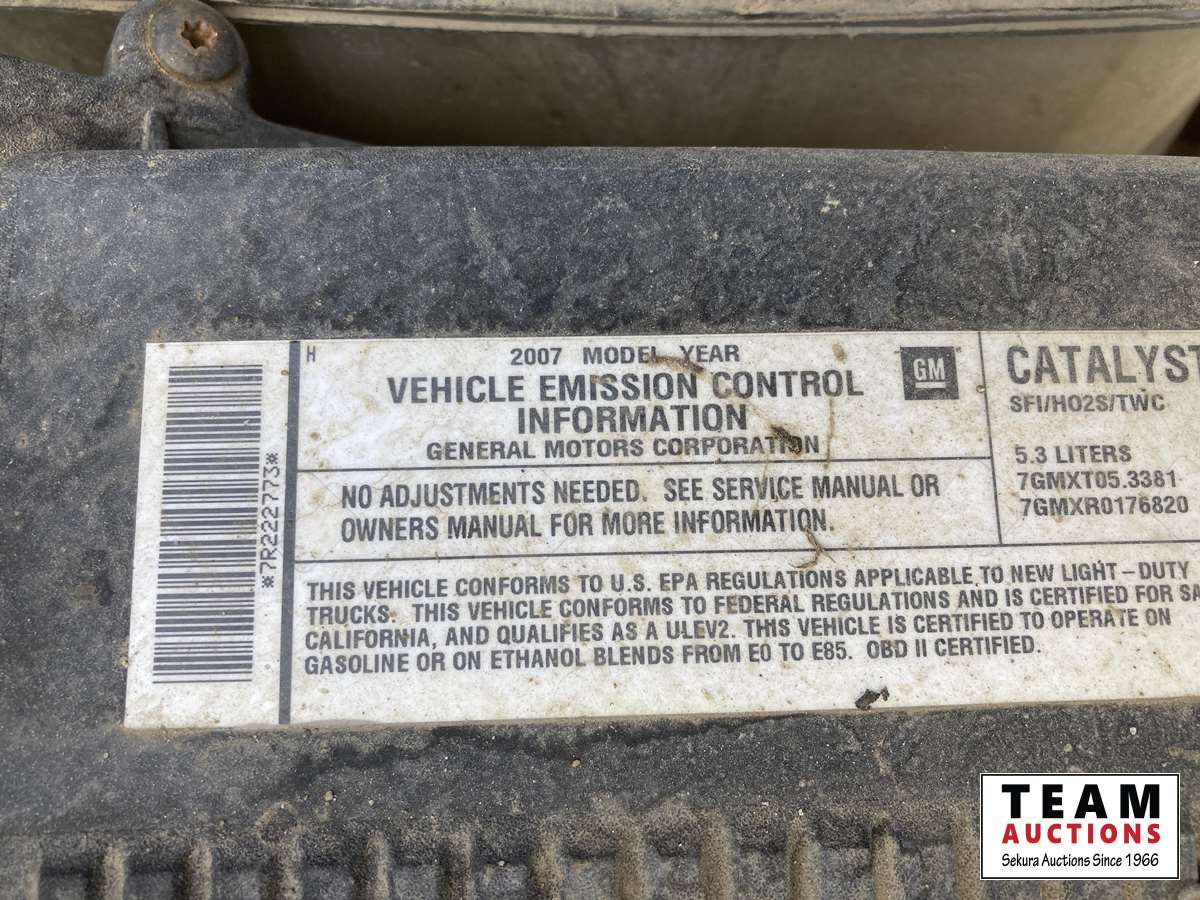 H
2007 MODEL YEAR
VEHICLE EMISSION CONTROL
INFORMATION
GENERAL MOTORS CORPORATION
GM
NO ADJUSTMENTS NEEDED. SEE SERVICE MANUAL OR
OWNERS MANUAL FOR MORE INFORMATION.
CATALYST
SFI/HO2S/TWC
5.3 LITERS
7GMXT05.3381
7GMXR0176820
*7R222773*
THIS VEHICLE CONFORMS TO U.S. EPA REGULATIONS APPLICABLE TO NEW LIGHT-DUTY
TRUCKS. THIS VEHICLE CONFORMS TO FEDERAL REGULATIONS AND IS CERTIFIED FOR SA
CALIFORNIA, AND QUALIFIES AS A ULEV2. THIS VEHICLE IS CERTIFIED TO OPERATE ON
GASOLINE OR ON ETHANOL BLENDS FROM E0 TO E85. OBD II CERTIFIED.
TEAM
AUCTIONS
Sekura Auctions Since 1966